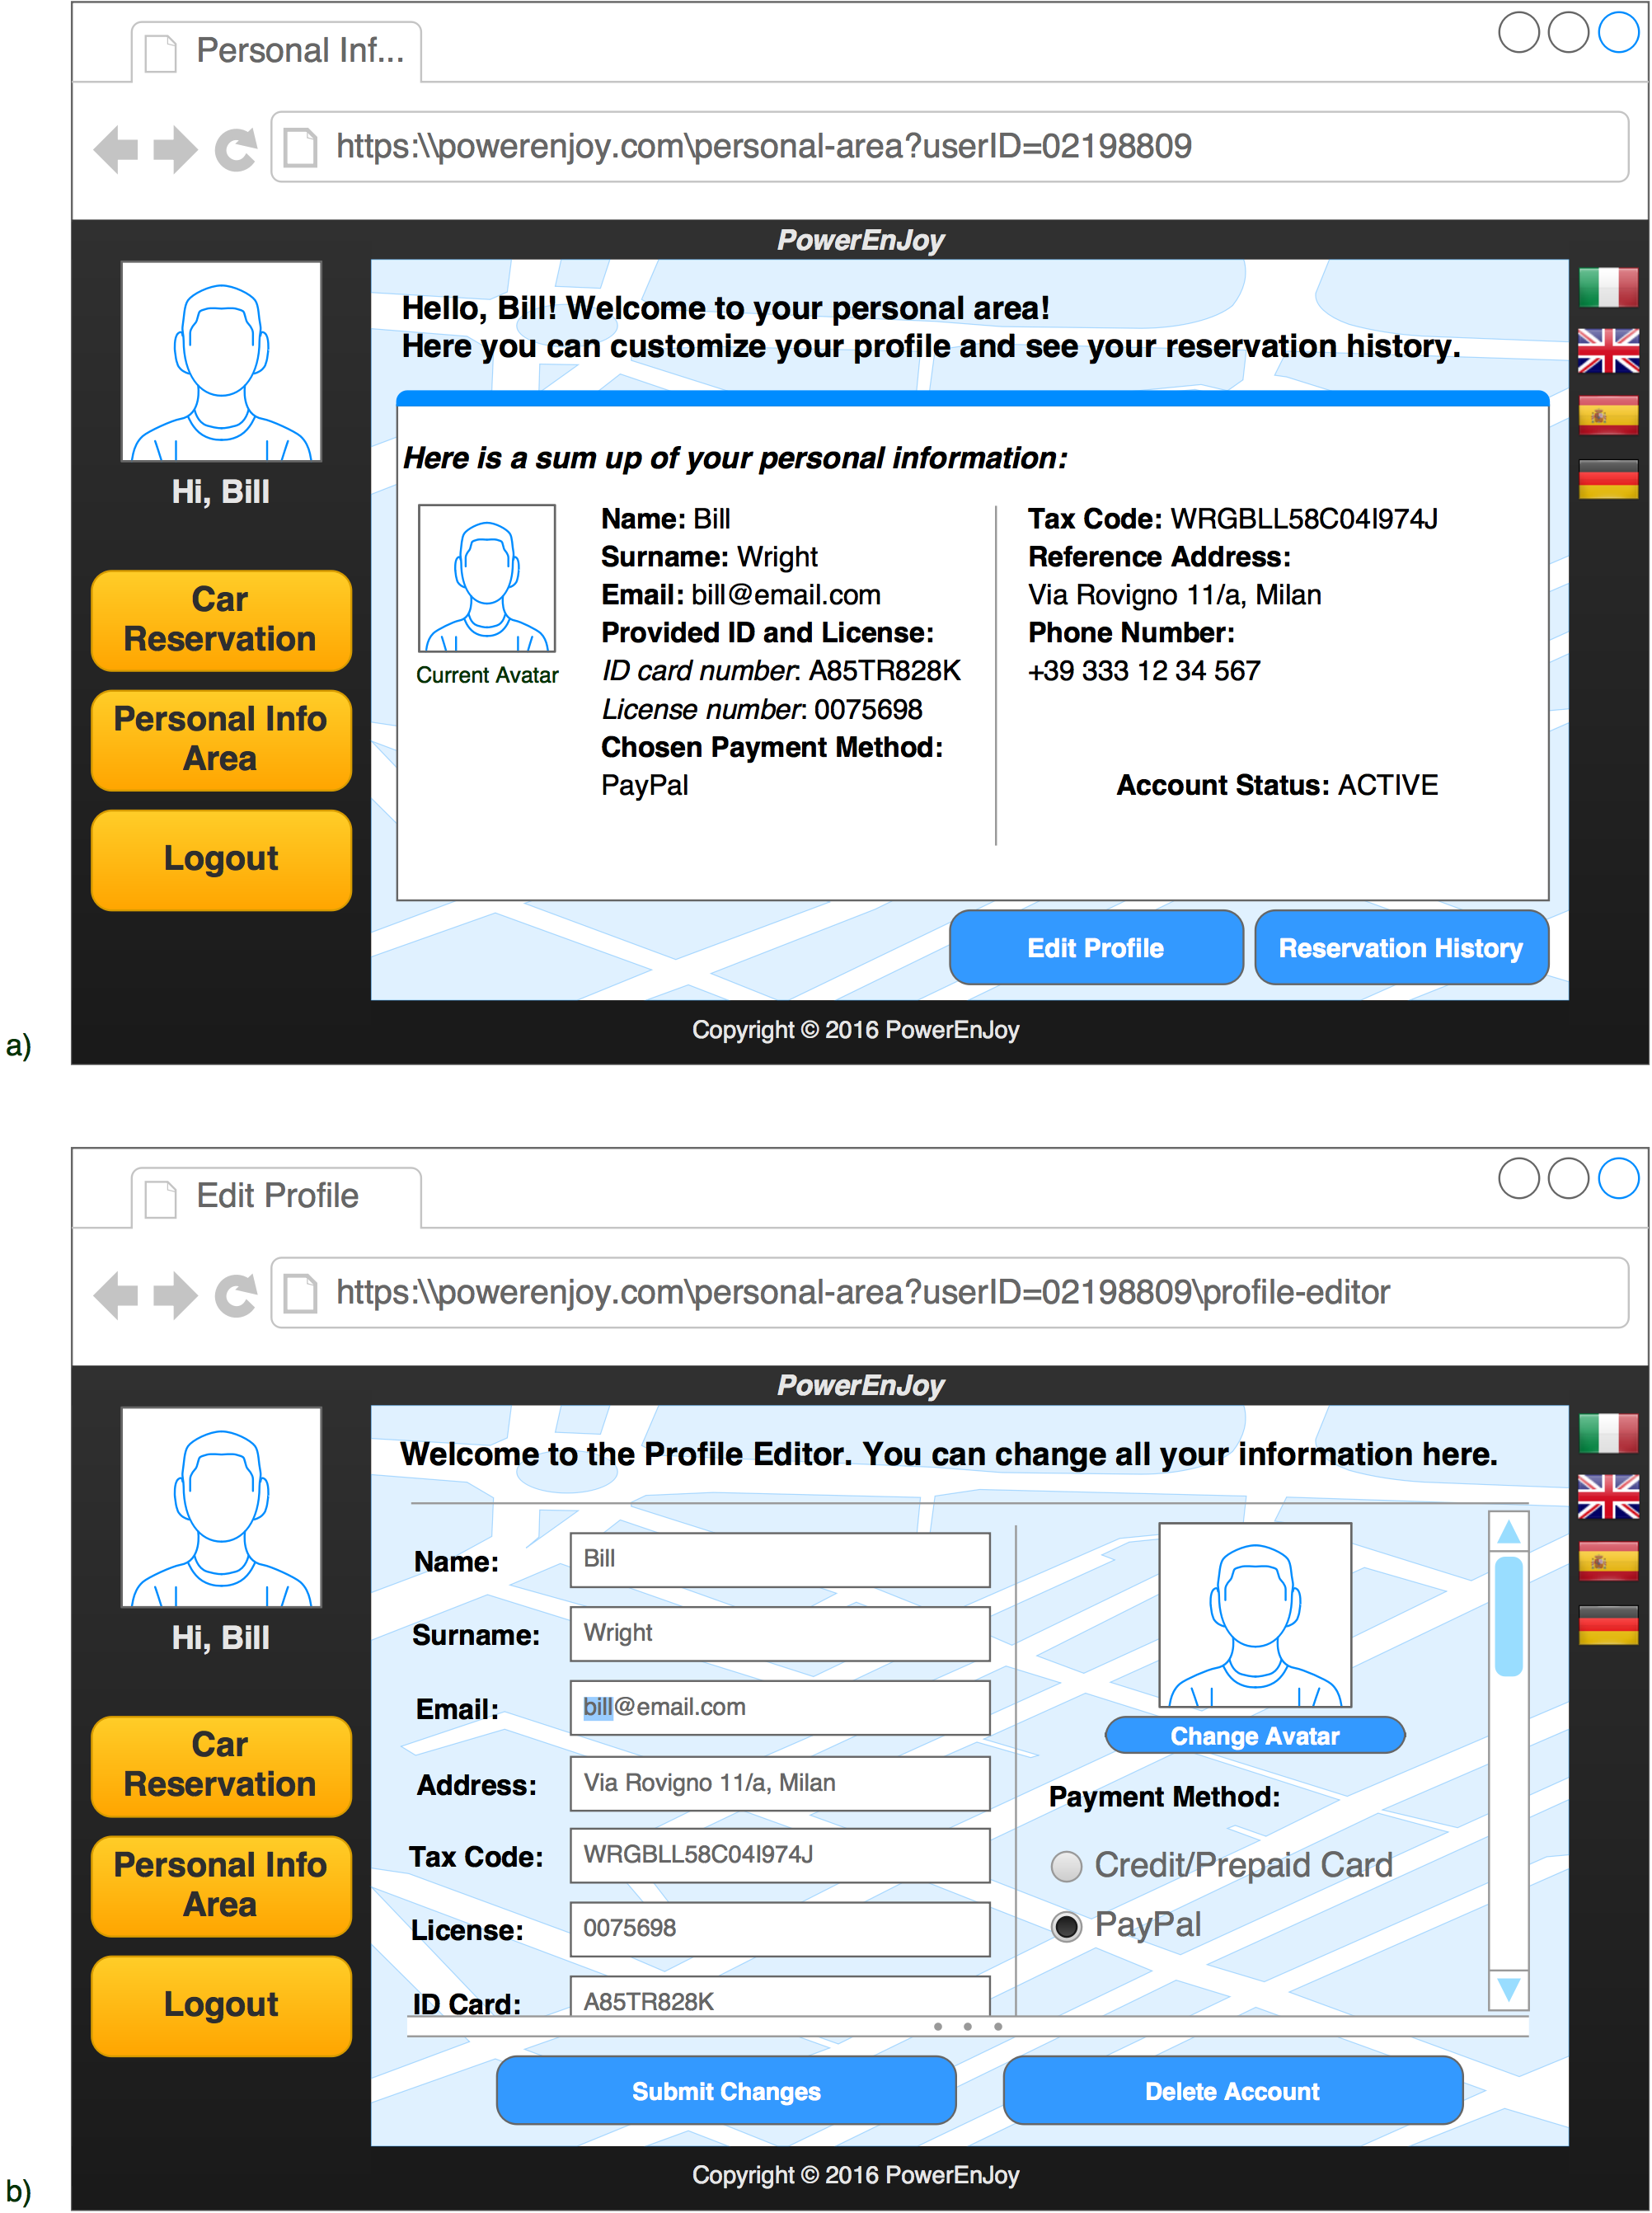 Personal Inf...
https:\\powerenjoy.com\personal-area?userID=02198809
PowerEnJoy
Hi, Bill
Car
Reservation
Personal Info
Area
Logout
Hello, Bill! Welcome to your personal area!
Here you can customize your profile and see your reservation history.
Here is a sum up of your personal information:
Current Avatar
Name: Bill
Surname: Wright
Email: bill@email.com
Provided ID and License:
ID card number: A85TR828K
License number: 0075698
Chosen Payment Method:
PayPal
Tax Code: WRGBLL58C04I974J
Reference Address:
Via Rovigno 11/a, Milan
Phone Number:
+39 333 12 34 567
Account Status: ACTIVE
Edit Profile
Reservation History
Copyright © 2016 PowerEnJoy
a)
Edit Profile
https:\\powerenjoy.com\personal-area?userID=02198809\profile-editor
PowerEnJoy
Hi, Bill
Car
Reservation
Personal Info
Area
Logout
Welcome to the Profile Editor. You can change all your information here.
Name: Bill
Surname: Wright
Email: bill@email.com
Address: Via Rovigno 11/a, Milan
Tax Code: WRGBLL58C04I974J
License: 0075698
ID Card: A85TR828K
Change Avatar
Payment Method:
Credit/Prepaid Card
PayPal
Submit Changes
Delete Account
Copyright © 2016 PowerEnJoy
b)